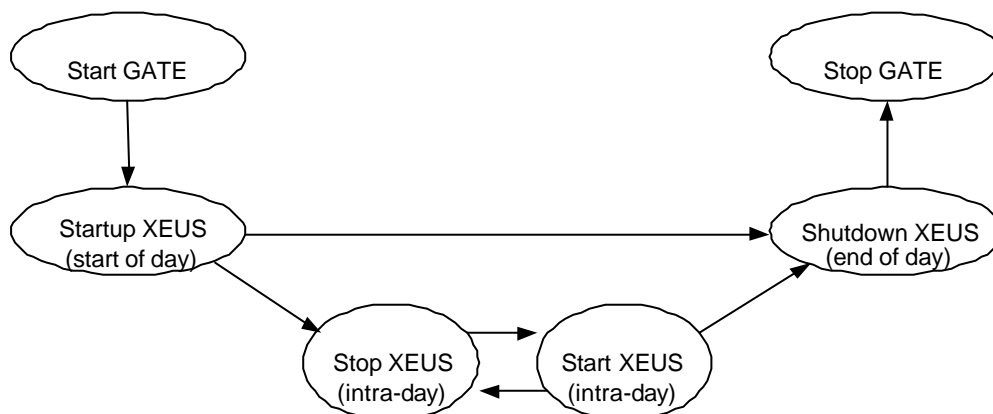 Start GATE
Stop GATE
Startup XEUS
(start of day)
Shutdown XEUS
(end of day)
Stop XEUS
(intra-day)
Start XEUS
(intra-day)